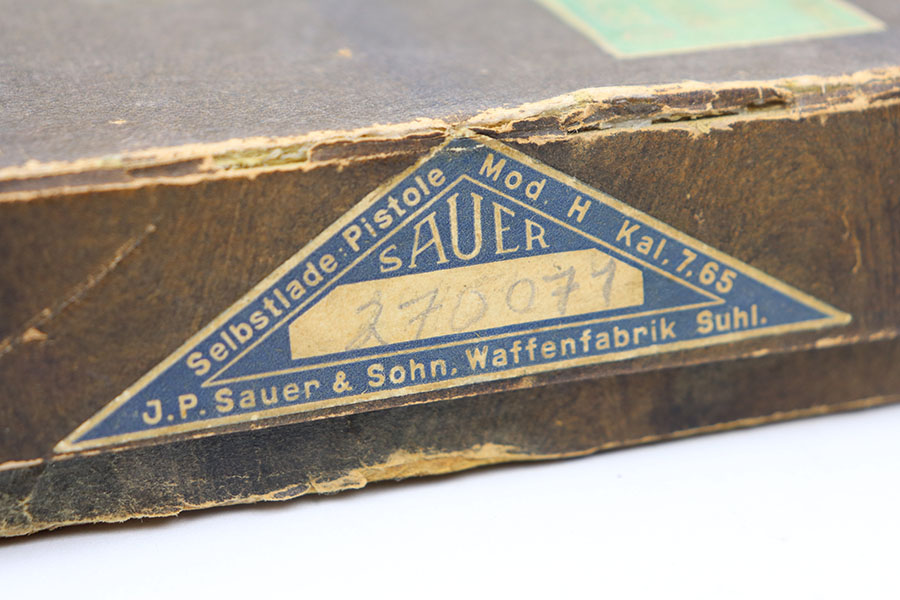 Selbstlade-Pistole Mod. H Kal. 7,65
SAUER
270071
J.P. Sauer & Sohn. Waffenfabrik Suhl.